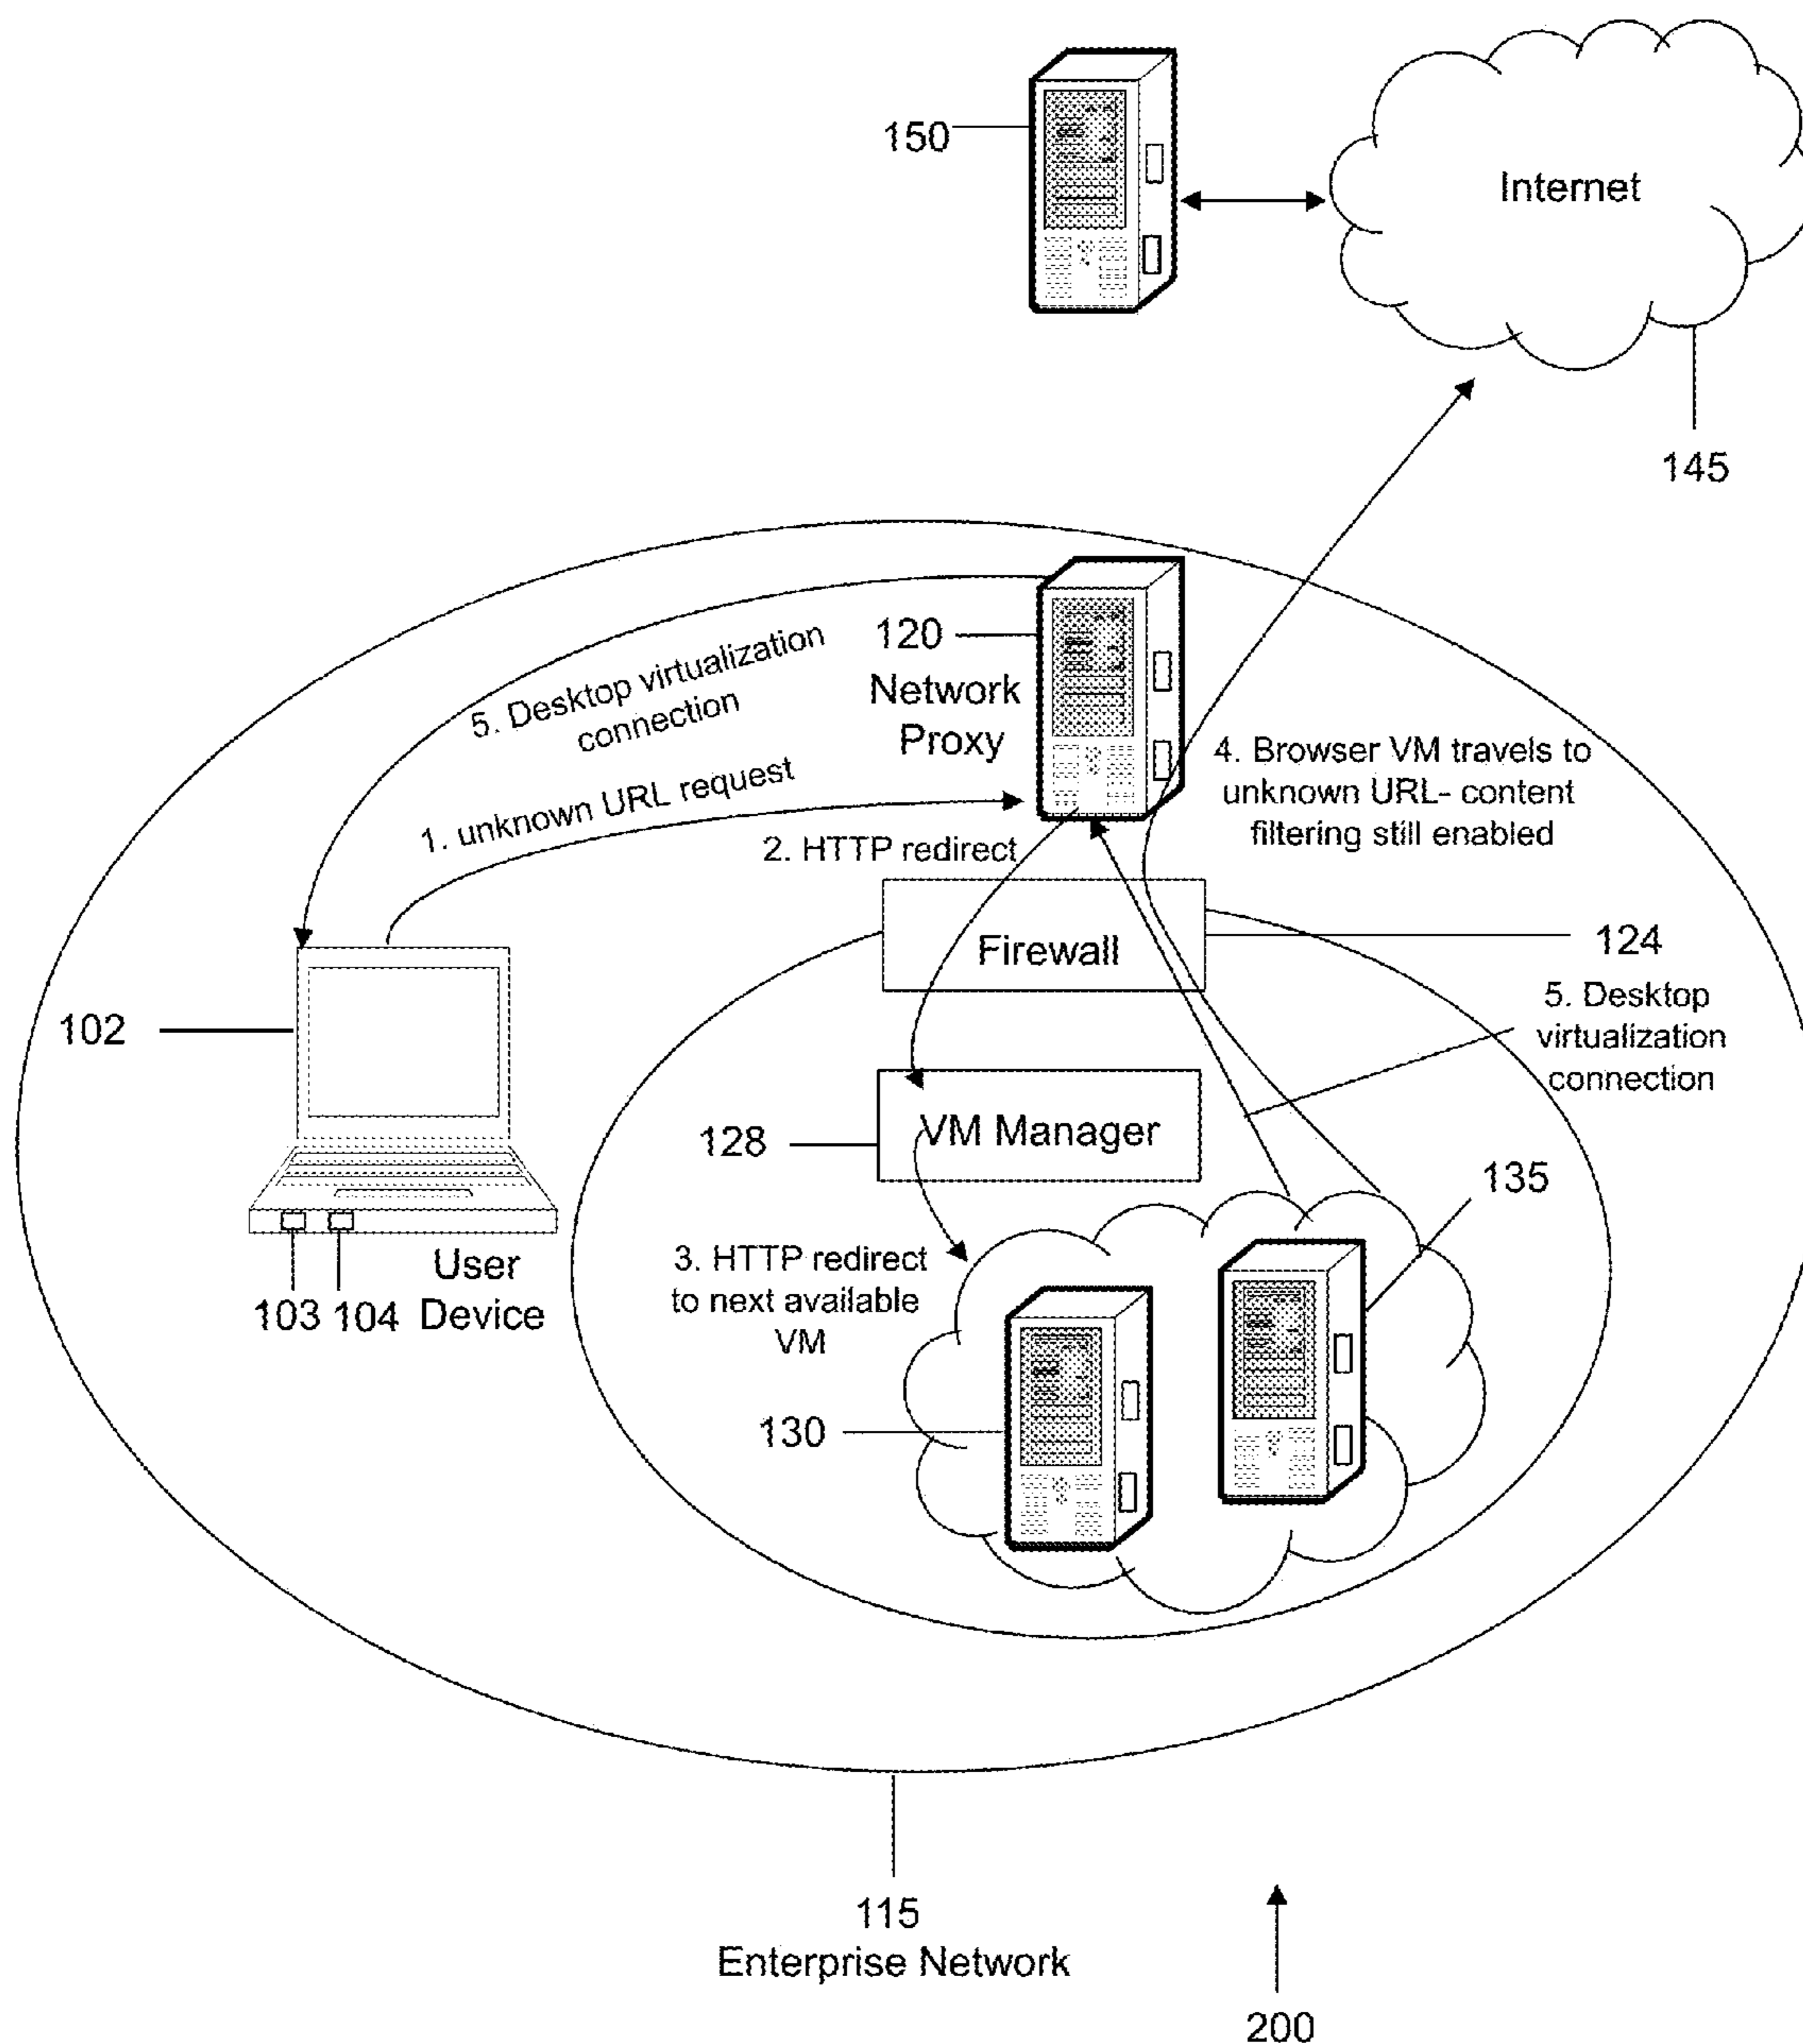 150
Internet
145
5. Desktop virtualization
connection
120
Network
Proxy
1. unknown URL request
2. HTTP redirect
4. Browser VM travels to
unknown URL- content
filtering still enabled
Firewall
124
5. Desktop
virtualization
connection
102
128
VM Manager
135
User
Device
103
104
3. HTTP redirect
to next available
VM
130
115
Enterprise Network
200